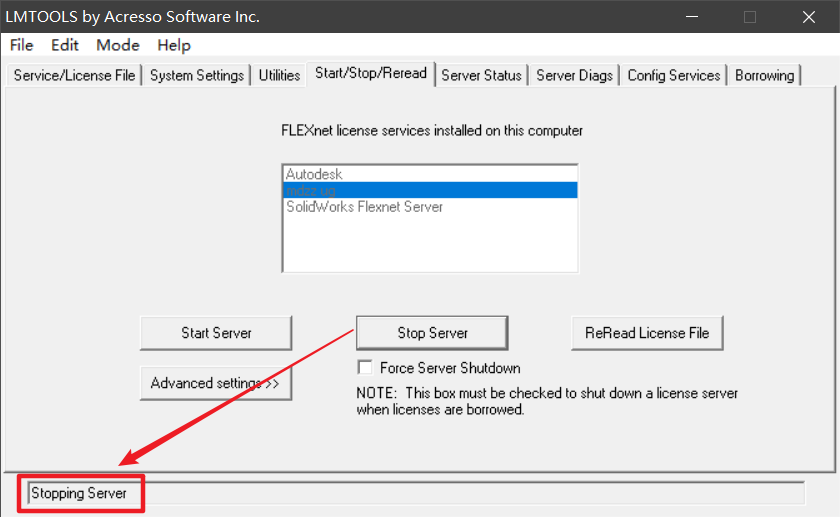 LMTOOLS by Acresso Software Inc.
File Edit Mode Help
Service/License File System Settings Utilities Start/Stop/Reread Server Status Server Diags Config Services Borrowing
FLEXnet license services installed on this computer
Autodesk
mdzz ug
SolidWorks Flexnet Server
Start Server Stop Server ReRead License File
Advanced settings >>
Force Server Shutdown
NOTE: This box must be checked to shut down a license server
when licenses are borrowed.
Stopping Server